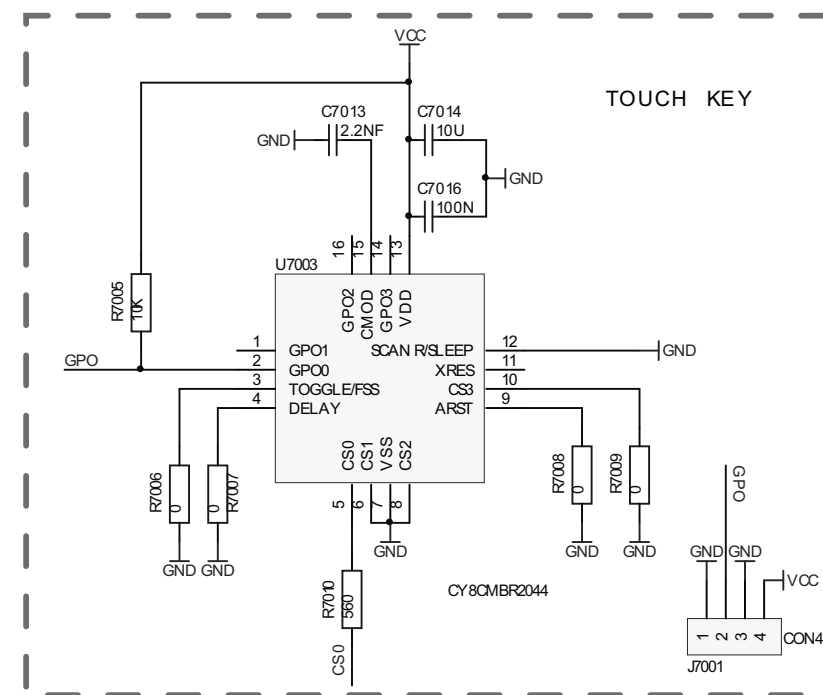 VCC
TOUCH KEY
C7013
2.2NF
GND
C7014
10U
GND
C7016
100N
R7005
10K
16
15
14
13
U7003
GPO2
CMOD
GPO3
VDD
GPO
1
GPO1
2
GPO0
3
TOGGLE/FSS
4
DELAY
SCAN R/SLEEP
12
GND
XRES
11
CS3
10
ARST
9
CS0
CS1
VSS
CS2
5
6
7
8
R7006
0
R7007
0
GND
GND
GND
R7008
0
R7009
0
GND
GND
R7010
560
CS0
CY8CMBR2044
GPO
GND
GND
VCC
1
2
3
4
CON4
J7001